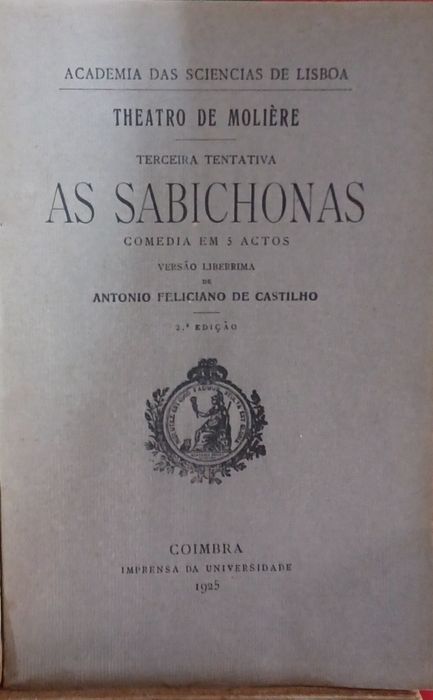 ACADEMIA DAS SCIENCIAS DE LISBOA
THEATRO DE MOLIÈRE
TERCEIRA TENTATIVA
AS SABICHONAS
COMEDIA EM 5 ACTOS
VERSÃO LIBERRIMA
DE
ANTONIO FELICIANO DE CASTILHO
2.ª EDIÇÃO
COIMBRA
IMPRENSA DA UNIVERSIDADE
1925